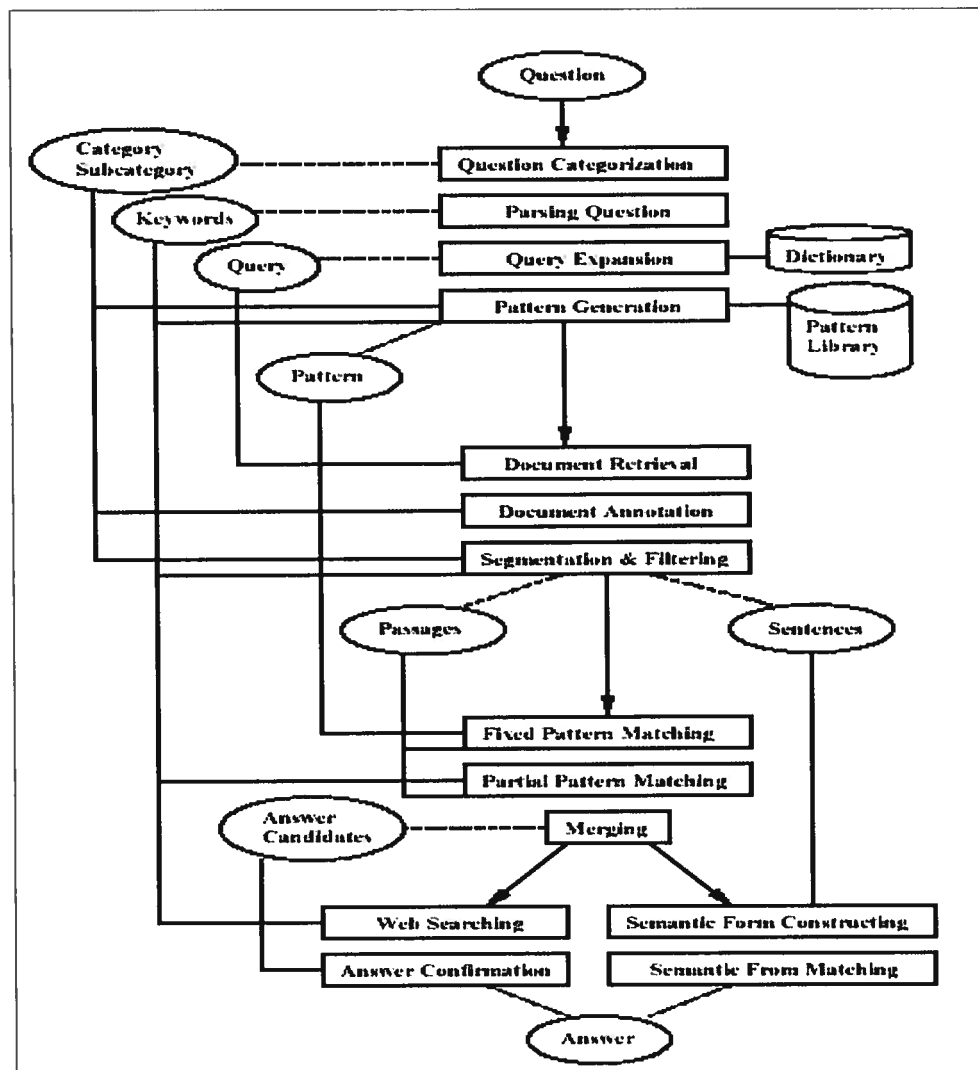 Question
Category
Subcategory
Question Categorization
Keywords
Parsing Question
Query
Query Expansion
Dictionary
Pattern Generation
Pattern
Library
Pattern
Document Retrieval
Document Annotation
Segmentation & Filtering
Passages
Sentences
Fixed Pattern Matching
Partial Pattern Matching
Answer
Candidates
Merging
Web Searching
Semantic Form Constructing
Answer Confirmation
Semantic From Matching
Answer